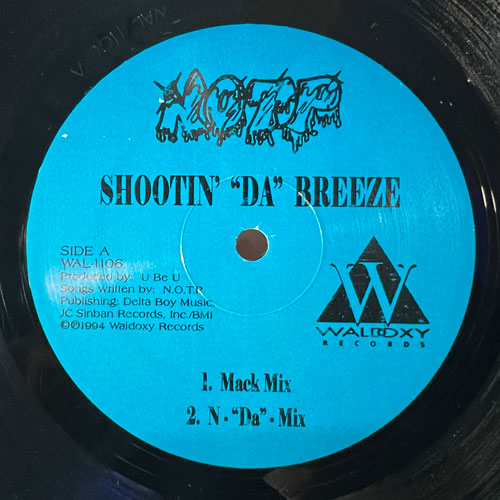 N.O.T.P.
SHOOTIN' "DA" BREEZE
SIDE A
WAL-1106
Produced by: U Be U
Songs written by: N.O.T.P.
Publishing: Delta Boy Music,
JC Sinban Records, Inc./BMI
©℗1994 Waldoxy Records
W
WALDOXY
RECORDS
1. Mack Mix
2. N - "Da" - Mix